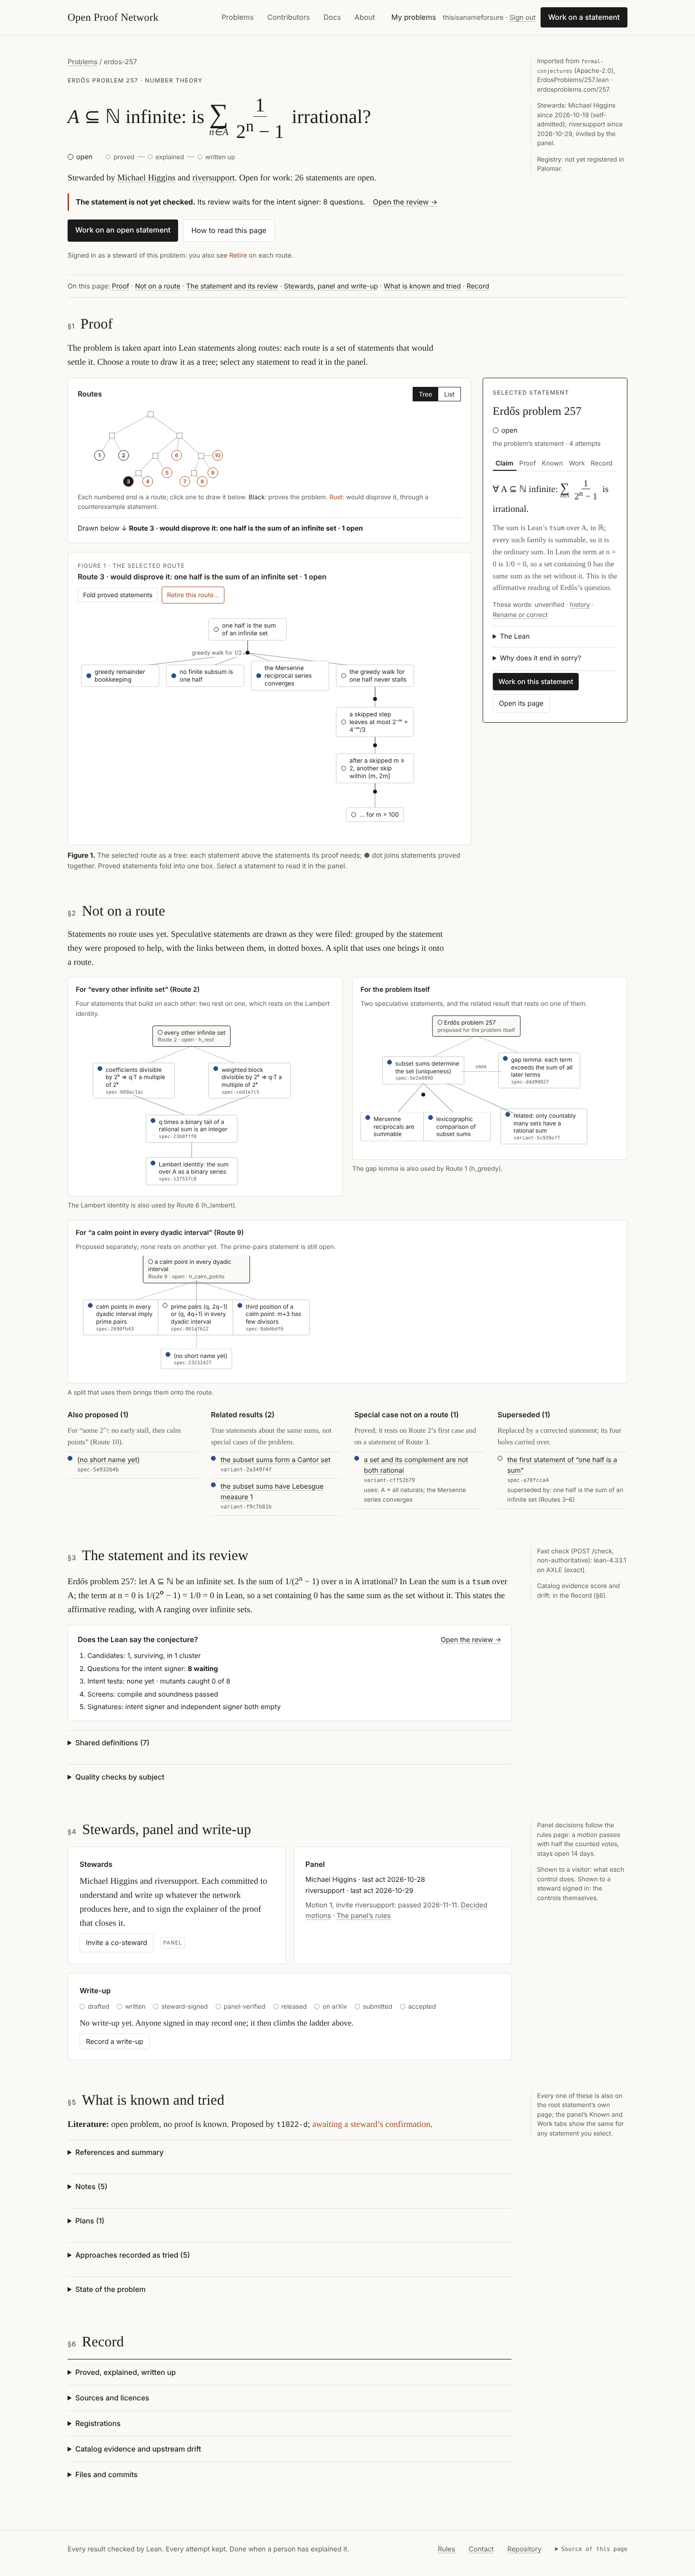 Open Proof Network
Problems Contributors Docs About My problems thisisanameforsure · Sign out Work on a statement
Problems / erdos-257
ERDŐS PROBLEM 257 · NUMBER THEORY
A ⊆ ℕ infinite: is ∑ n∈A 1 / 2ⁿ − 1 irrational?
open proved explained written up
Stewarded by Michael Higgins and riversupport. Open for work: 26 statements are open.
The statement is not yet checked. Its review waits for the intent signer: 8 questions. Open the review →
Work on an open statement How to read this page
Signed in as a steward of this problem: you also see Retire on each route.
Imported from formal-
conjectures (Apache-2.0),
ErdosProblems/257.lean ·
erdosproblems.com/257.
Stewards: Michael Higgins
since 2026-10-19 (self-
admitted); riversupport since
2026-10-29, invited by the
panel.
Registry: not yet registered in
Palomar.
On this page: Proof · Not on a route · The statement and its review · Stewards, panel and write-up · What is known and tried · Record
§1 Proof
The problem is taken apart into Lean statements along routes: each route is a set of statements that would
settle it. Choose a route to draw it as a tree; select any statement to read it in the panel.
Routes Tree List
1 2 6 10
5 9
3 4 7 8
Each numbered end is a route; click one to draw it below. Black: proves the problem. Rust: would disprove it, through a
counterexample statement.
Drawn below ↓ Route 3 · would disprove it: one half is the sum of an infinite set · 1 open
FIGURE 1 · THE SELECTED ROUTE
Route 3 · would disprove it: one half is the sum of an infinite set · 1 open
Fold proved statements Retire this route...
one half is the sum
of an infinite set
greedy walk for 1/2
greedy remainder
bookkeeping
no finite subsum is
one half
the Mersenne
reciprocal series
converges
the greedy walk for
one half never stalls
a skipped step
leaves at most 2⁻ᵐ +
4⁻ᵐ/3
after a skipped m ≥
2, another skip
within (m, 2m]
... for m > 100
Figure 1. The selected route as a tree: each statement above the statements its proof needs; ● dot joins statements proved
together. Proved statements fold into one box. Select a statement to read it in the panel.
SELECTED STATEMENT
Erdős problem 257
open
the problem's statement · 4 attempts
Claim Proof Known Work Record
∀ A ⊆ ℕ infinite: ∑ n∈A 1 / 2ⁿ − 1 is
irrational.
The sum is Lean's tsum over A, in ℝ;
every such family is summable, so it is
the ordinary sum. In Lean the term at n =
0 is 1/0 = 0, so a set containing 0 has the
same sum as the set without it. This is the
affirmative reading of Erdős's question.
These words: unverified · history ·
Rename or correct
The Lean
Why does it end in sorry?
Work on this statement
Open its page
§2 Not on a route
Statements no route uses yet. Speculative statements are drawn as they were filed: grouped by the statement
they were proposed to help, with the links between them, in dotted boxes. A split that uses one brings it onto
a route.
For "every other infinite set" (Route 2)
Four statements that build on each other: two rest on one, which rests on the Lambert
identity.
every other infinite set
Route 2 · open · h_rest
coefficients divisible
by 2ᴮ ⇒ q·T a multiple
of 2ᴮ
spec-689ac1ac
weighted block
divisible by 2ᴮ ⇒ q·T a
multiple of 2ᴮ
spec-ced1e7c5
q times a binary tail of a
rational sum is an integer
spec-23b0fff8
Lambert identity: the sum
over A as a binary series
spec-137537c8
The Lambert identity is also used by Route 6 (h_lambert).
For the problem itself
Two speculative statements, and the related result that rests on one of them.
Erdős problem 257
proposed for the problem itself
subset sums determine
the set (uniqueness)
spec-5e2e0890
uses
gap lemma: each term
exceeds the sum of all
later terms
spec-ddd99827
Mersenne
reciprocals are
summable
lexicographic
comparison of
subset sums
related: only countably
many sets have a
rational sum
variant-5c939e77
The gap lemma is also used by Route 1 (h_greedy).
For "a calm point in every dyadic interval" (Route 9)
Proposed separately; none rests on another yet. The prime-pairs statement is still open.
a calm point in every dyadic
interval
Route 9 · open · h_calm_points
calm points in every
dyadic interval imply
prime pairs
spec-2690fb43
prime pairs (q, 2q−1)
or (q, 4q−1) in every
dyadic interval
spec-001d7622
third position of a
calm point: m+3 has
few divisors
spec-9ab4bdf6
(no short name yet)
spec-23231427
A split that uses them brings them onto the route.
Also proposed (1)
For "some 2⁻ʲ: no early stall, then calm
points" (Route 10).
(no short name yet)
spec-5e932b4b
Related results (2)
True statements about the same sums, not
special cases of the problem.
the subset sums form a Cantor set
variant-2a349f4f
the subset sums have Lebesgue
measure 1
variant-f9c7b81b
Special case not on a route (1)
Proved; it rests on Route 2's first case and
on a statement of Route 3.
a set and its complement are not
both rational
variant-cff52b79
uses: A = all naturals; the Mersenne
series converges
Superseded (1)
Replaced by a corrected statement; its four
holes carried over.
the first statement of "one half is a
sum"
spec-a70fcca4
superseded by: one half is the sum of an
infinite set (Routes 3–6)
§3 The statement and its review
Erdős problem 257: let A ⊆ ℕ be an infinite set. Is the sum of 1/(2ⁿ − 1) over n in A irrational? In Lean the sum is a tsum over
A; the term at n = 0 is 1/(2⁰ − 1) = 1/0 = 0 in Lean, so a set containing 0 has the same sum as the set without it. This states the
affirmative reading, with A ranging over infinite sets.
Fast check (POST /check,
non-authoritative): lean-4.33.1
on AXLE (exact).
Catalog evidence score and
drift: in the Record (§6).
Does the Lean say the conjecture? Open the review →
1. Candidates: 1, surviving, in 1 cluster
2. Questions for the intent signer: 8 waiting
3. Intent tests: none yet · mutants caught 0 of 8
4. Screens: compile and soundness passed
5. Signatures: intent signer and independent signer both empty
Shared definitions (7)
Quality checks by subject
§4 Stewards, panel and write-up
Stewards
Michael Higgins and riversupport. Each committed to
understand and write up whatever the network
produces here, and to sign the explainer of the proof
that closes it.
Invite a co-steward PANEL
Panel
Michael Higgins · last act 2026-10-28
riversupport · last act 2026-10-29
Motion 1, invite riversupport: passed 2026-11-11. Decided
motions · The panel's rules
Panel decisions follow the
rules page: a motion passes
with half the counted votes,
stays open 14 days.
Shown to a visitor: what each
control does. Shown to a
steward signed in: the
controls themselves.
Write-up
drafted written steward-signed panel-verified released on arXiv submitted accepted
No write-up yet. Anyone signed in may record one; it then climbs the ladder above.
Record a write-up
§5 What is known and tried
Literature: open problem, no proof is known. Proposed by t1022-d; awaiting a steward's confirmation.
Every one of these is also on
the root statement's own
page; the panel's Known and
Work tabs show the same for
any statement you select.
References and summary
Notes (5)
Plans (1)
Approaches recorded as tried (5)
State of the problem
§6 Record
Proved, explained, written up
Sources and licences
Registrations
Catalog evidence and upstream drift
Files and commits
Every result checked by Lean. Every attempt kept. Done when a person has explained it.
Rules Contact Repository Source of this page